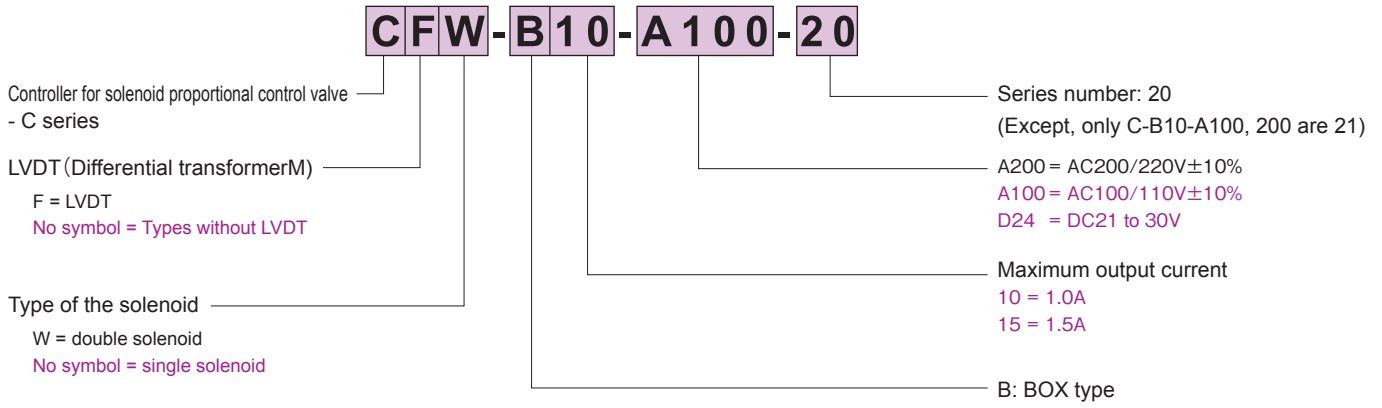 CFW-B10-A100-20
Controller for solenoid proportional control valve
- C series
LVDT（Differential transformerM)
F = LVDT
No symbol = Types without LVDT
Type of the solenoid
W = double solenoid
No symbol = single solenoid
Series number: 20
(Except, only C-B10-A100, 200 are 21)
A200 = AC200/220V±10%
A100 = AC100/110V±10%
D24 = DC21 to 30V
Maximum output current
10 = 1.0A
15 = 1.5A
B: BOX type